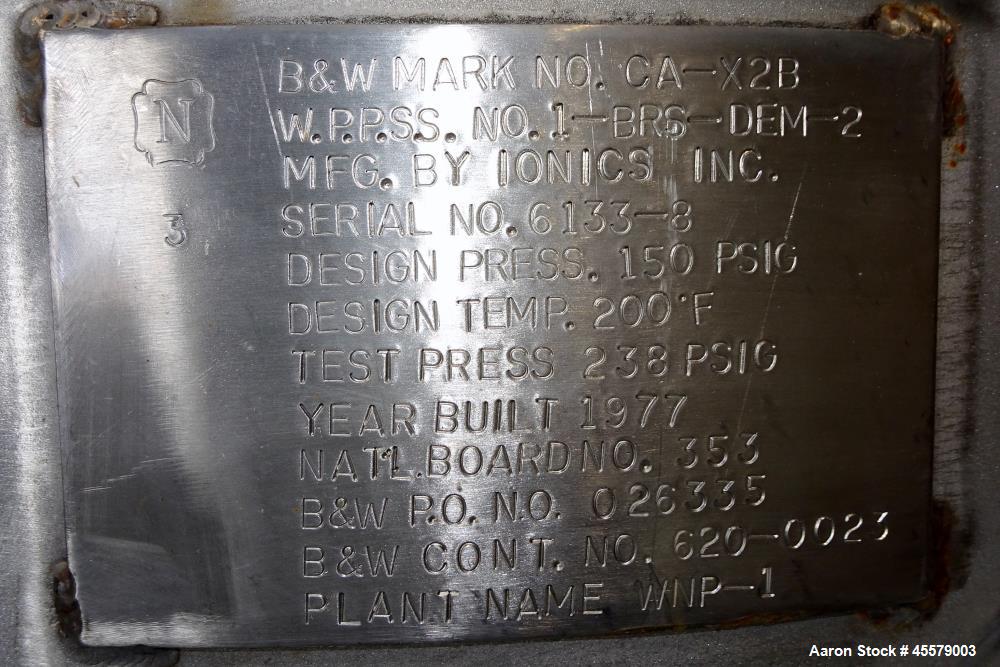 B&W MARK NO. CA-X2B
N
W.P.P.S.S. NO. 1-BRS-DEM-2
MFG. BY IONICS INC.
3
SERIAL NO. 6133-8
DESIGN PRESS. 150 PSIG
DESIGN TEMP. 200°F
TEST PRESS 238 PSIG
YEAR BUILT 1977
NAT'L. BOARD NO. 353
B&W P.O. NO. 026335
B&W CONT. NO. 620-0023
PLANT NAME WNP-1
Aaron Stock # 45579003